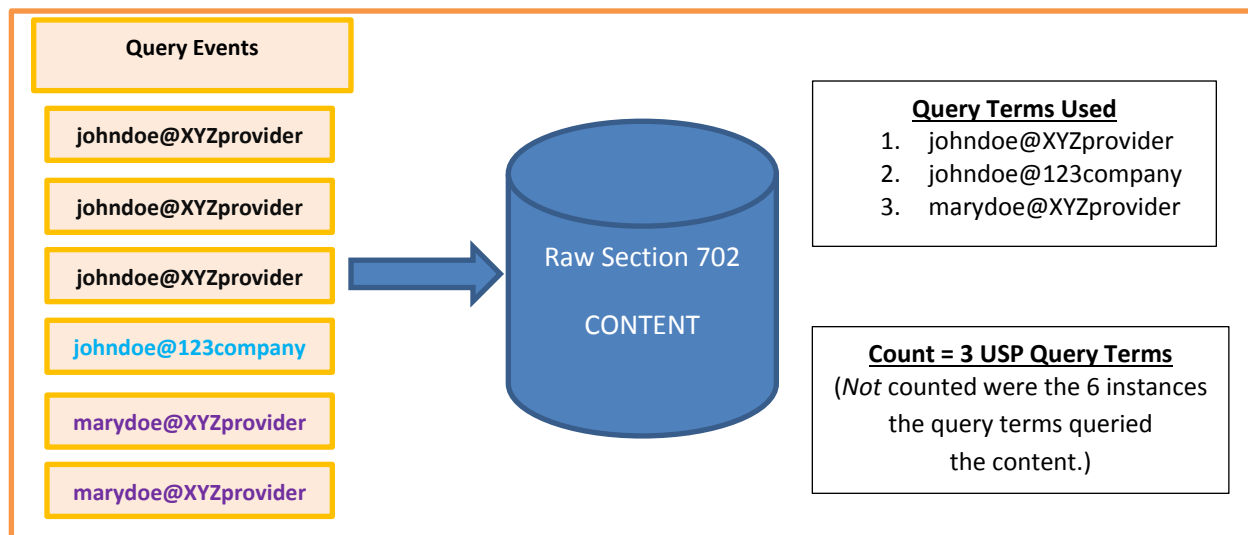 Query Events
johndoe@XYZprovider
johndoe@XYZprovider
johndoe@XYZprovider
johndoe@123company
marydoe@XYZprovider
marydoe@XYZprovider
Raw Section 702
CONTENT
Query Terms Used
1. johndoe@XYZprovider
2. johndoe@123company
3. marydoe@XYZprovider
Count = 3 USP Query Terms
(Not counted were the 6 instances
the query terms queried
the content.)